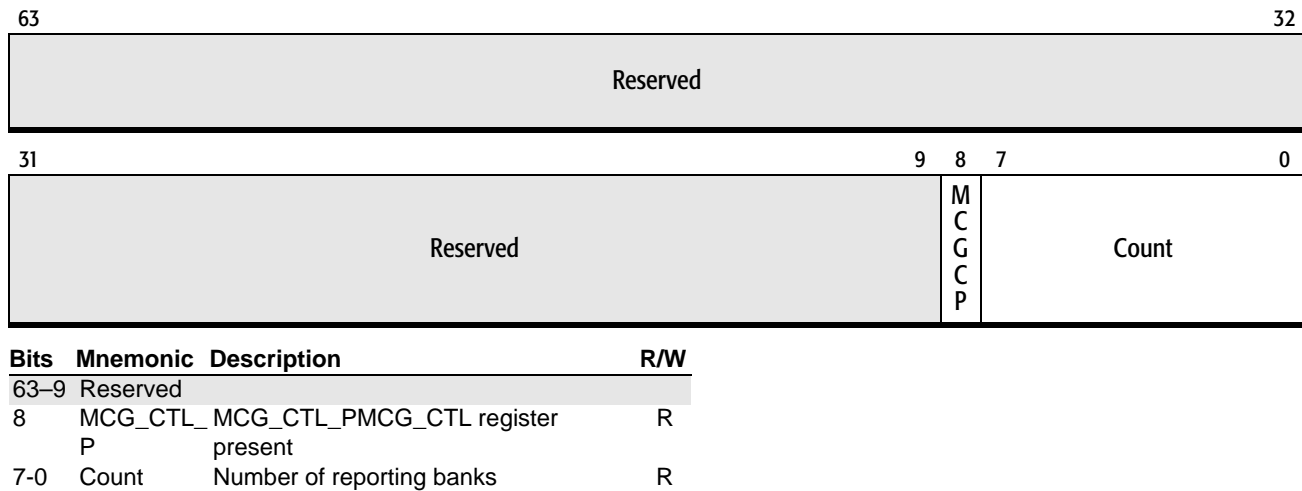 63 32
Reserved
31 9 8 7 0
Reserved
M
C
G
C
P
Count
Bits Mnemonic Description R/W
63–9 Reserved
8 MCG_CTL_ MCG_CTL_PMCG_CTL register R
P present
7-0 Count Number of reporting banks R